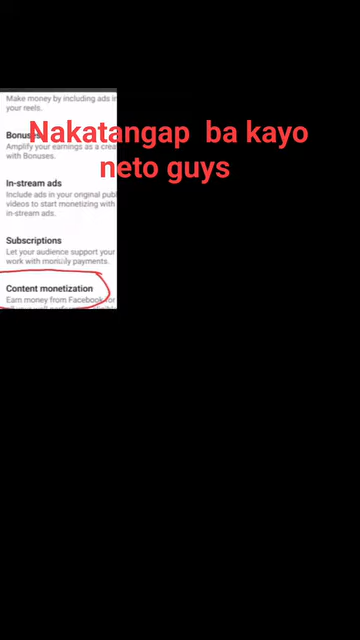 Make money by including ads in
your reels.
Bonuses
Nakatangap ba kayo
neto guys
Amplify your earnings as a crea
with Bonuses.
In-stream ads
Include ads in your original publ
videos to start monetizing with
in-stream ads.
Subscriptions
Let your audience support your
work with monthly payments.
Content monetization
Earn money from Facebook for